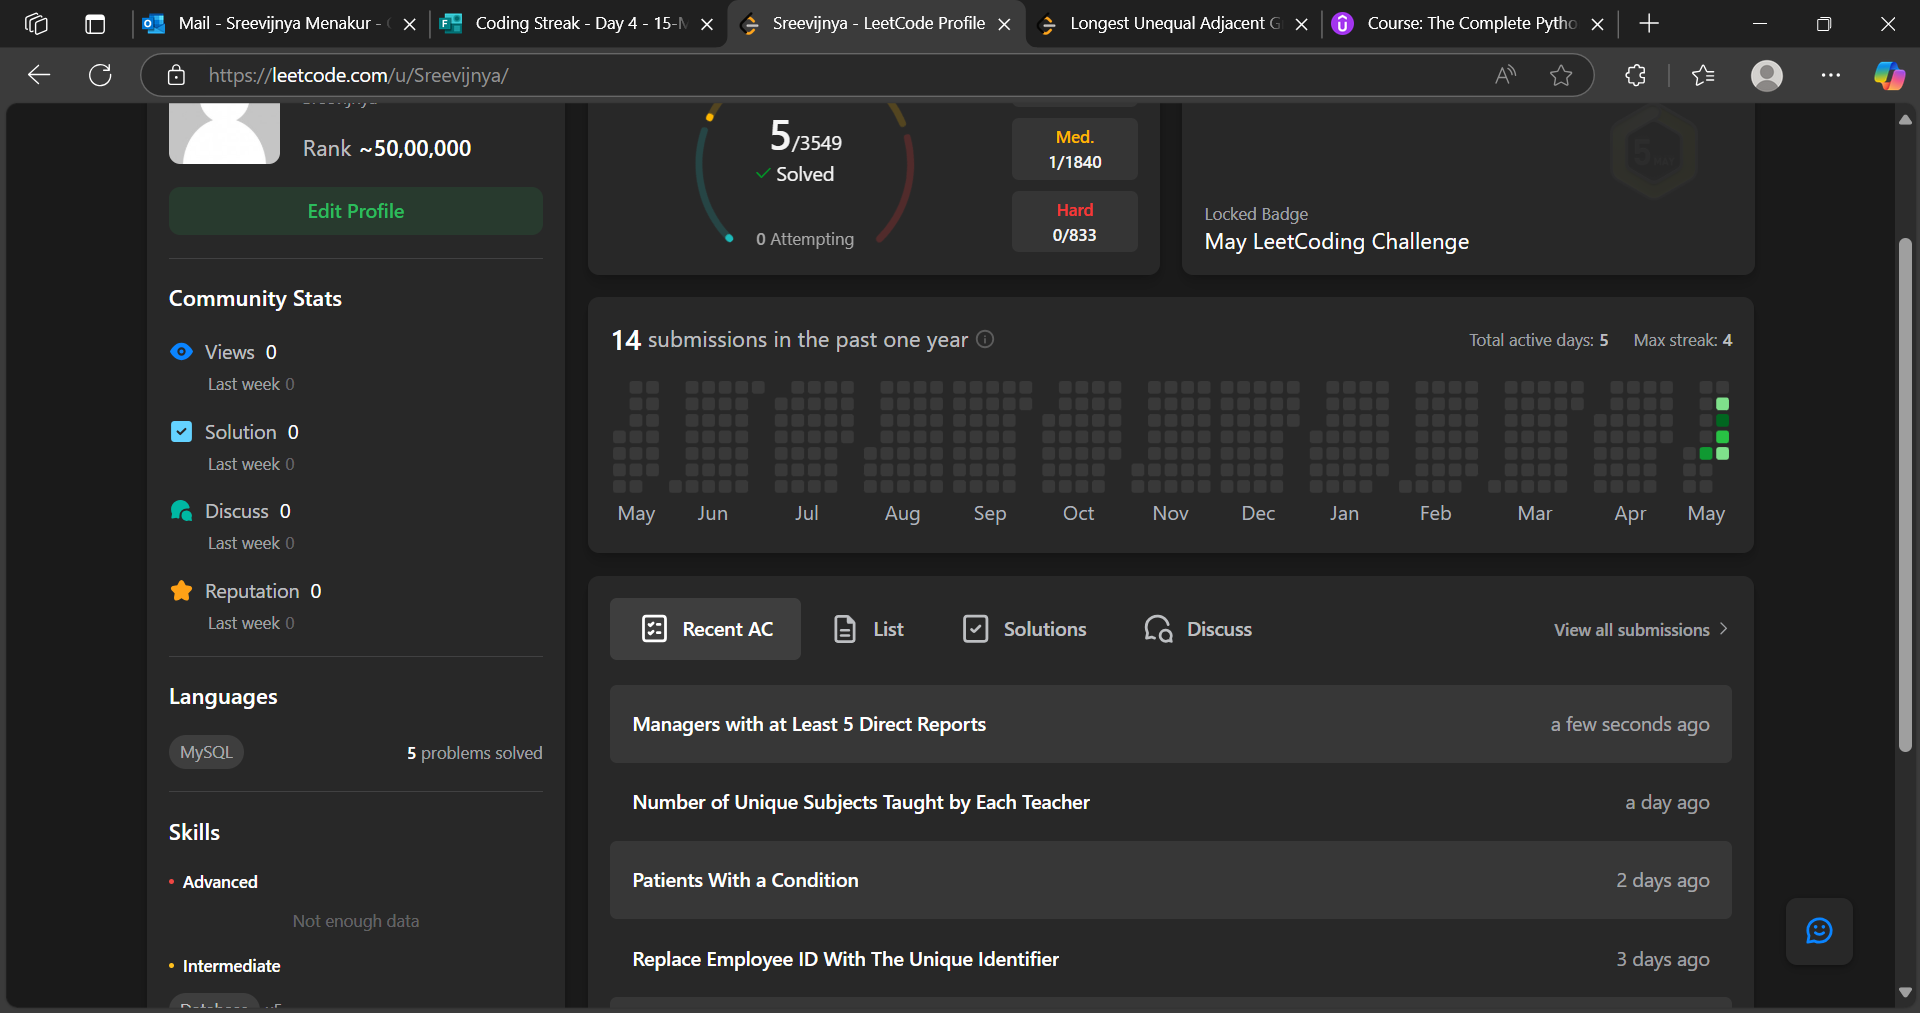 Mail - Sreevijnya Menakur -
Coding Streak - Day 4 - 15-
Sreevijnya - LeetCode Profile
Longest Unequal Adjacent G
Course: The Complete Pytho
https://leetcode.com/u/Sreevijnya/
Rank ~50,00,000
Edit Profile
Community Stats
Views 0
Last week 0
Solution 0
Last week 0
Discuss 0
Last week 0
Reputation 0
Last week 0
Languages
MySQL
5 problems solved
Skills
Advanced
Not enough data
Intermediate
5/3549
Solved
0 Attempting
Med.
1/1840
Hard
0/833
Locked Badge
May LeetCoding Challenge
14 submissions in the past one year
Total active days: 5
Max streak: 4
May Jun Jul Aug Sep Oct Nov Dec Jan Feb Mar Apr May
Recent AC
List
Solutions
Discuss
View all submissions
Managers with at Least 5 Direct Reports
a few seconds ago
Number of Unique Subjects Taught by Each Teacher
a day ago
Patients With a Condition
2 days ago
Replace Employee ID With The Unique Identifier
3 days ago